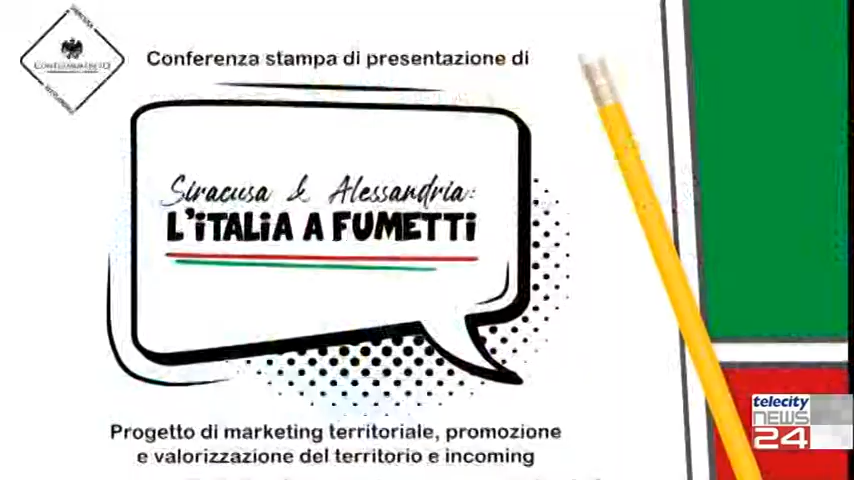 Conferenza stampa di presentazione di
Siracusa & Alessandria:
L'iTALiA A FUMETTi
Progetto di marketing territoriale, promozione
e valorizzazione del territorio e incoming
telecity
NEWS
24